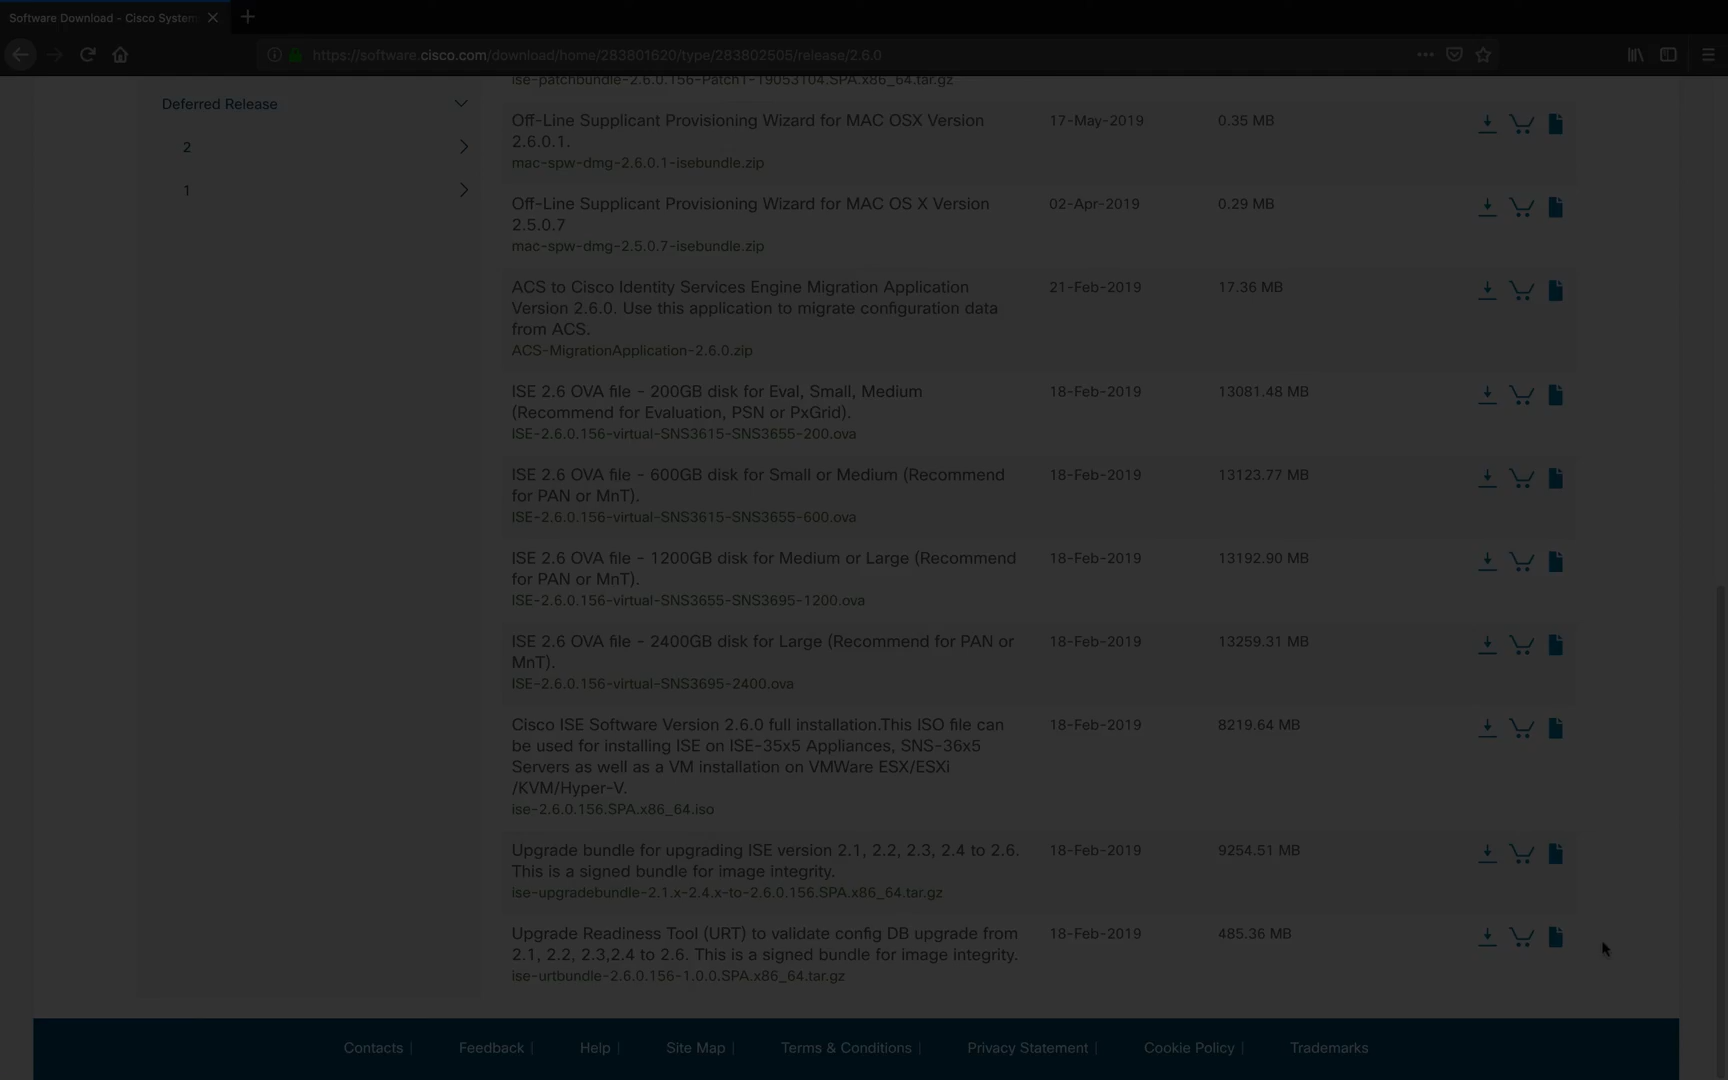 Software Download - Cisco System
https://software.cisco.com/download/home/283801620/type/283802505/release/2.6.0
ise-patchbundle-2.6.0.156-Patch1-19053104.SPA.x86_64.tar.gz
Deferred Release
2
1
Off-Line Supplicant Provisioning Wizard for MAC OSX Version
2.6.0.1.
mac-spw-dmg-2.6.0.1-isebundle.zip
17-May-2019
0.35 MB
Off-Line Supplicant Provisioning Wizard for MAC OS X Version
2.5.0.7
mac-spw-dmg-2.5.0.7-isebundle.zip
02-Apr-2019
0.29 MB
ACS to Cisco Identity Services Engine Migration Application
Version 2.6.0. Use this application to migrate configuration data
from ACS.
ACS-MigrationApplication-2.6.0.zip
21-Feb-2019
17.36 MB
ISE 2.6 OVA file - 200GB disk for Eval, Small, Medium
(Recommend for Evaluation, PSN or PxGrid).
ISE-2.6.0.156-virtual-SNS3615-SNS3655-200.ova
18-Feb-2019
13081.48 MB
ISE 2.6 OVA file - 600GB disk for Small or Medium (Recommend
for PAN or MnT).
ISE-2.6.0.156-virtual-SNS3615-SNS3655-600.ova
18-Feb-2019
13123.77 MB
ISE 2.6 OVA file - 1200GB disk for Medium or Large (Recommend
for PAN or MnT).
ISE-2.6.0.156-virtual-SNS3655-SNS3695-1200.ova
18-Feb-2019
13192.90 MB
ISE 2.6 OVA file - 2400GB disk for Large (Recommend for PAN or
MnT).
ISE-2.6.0.156-virtual-SNS3695-2400.ova
18-Feb-2019
13259.31 MB
Cisco ISE Software Version 2.6.0 full installation.This ISO file can
be used for installing ISE on ISE-35x5 Appliances, SNS-36x5
Servers as well as a VM installation on VMWare ESX/ESXi
/KVM/Hyper-V.
ise-2.6.0.156.SPA.x86_64.iso
18-Feb-2019
8219.64 MB
Upgrade bundle for upgrading ISE version 2.1, 2.2, 2.3, 2.4 to 2.6.
This is a signed bundle for image integrity.
ise-upgradebundle-2.1.x-2.4.x-to-2.6.0.156.SPA.x86_64.tar.gz
18-Feb-2019
9254.51 MB
Upgrade Readiness Tool (URT) to validate config DB upgrade from
2.1, 2.2, 2.3,2.4 to 2.6. This is a signed bundle for image integrity.
ise-urtbundle-2.6.0.156-1.0.0.SPA.x86_64.tar.gz
18-Feb-2019
485.36 MB
Contacts | Feedback | Help | Site Map | Terms & Conditions | Privacy Statement | Cookie Policy | Trademarks